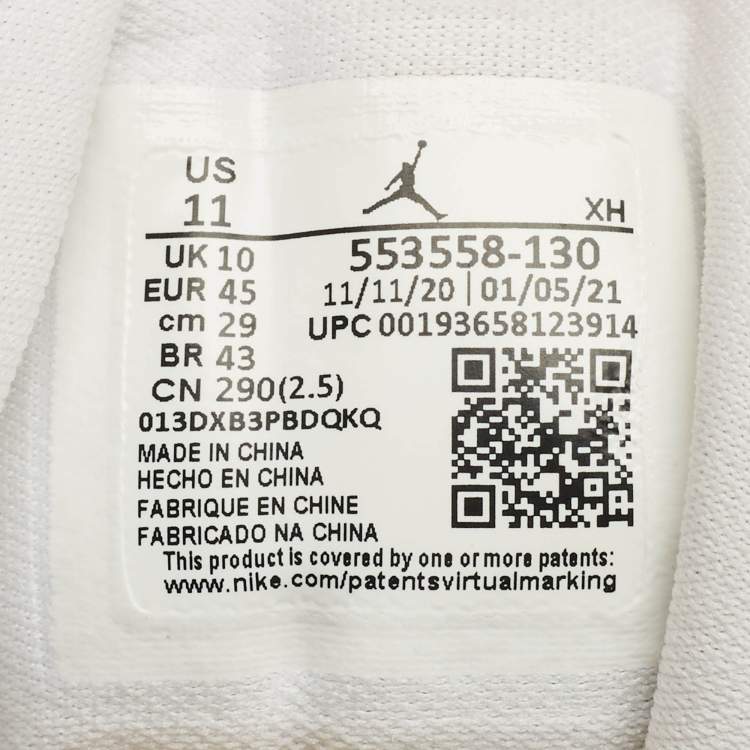 US
11
XH
UK 10
553558-130
EUR 45
11/11/20 | 01/05/21
cm 29
UPC 00193658123914
BR 43
CN 290(2.5)
013DXB3PBDQKQ
MADE IN CHINA
HECHO EN CHINA
FABRIQUE EN CHINE
FABRICADO NA CHINA
This product is covered by one or more patents:
www.nike.com/patentsvirtualmarking